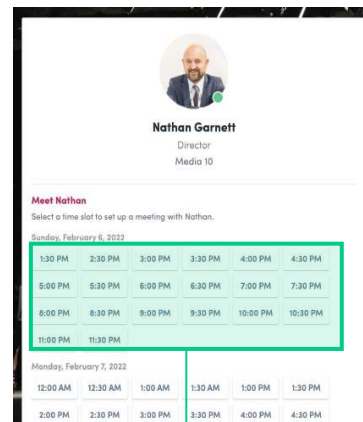 Nathan Garnett
Director
Media 10
Meet Nathan
Select a time slot to set up a meeting with Nathan.
Sunday, February 6, 2022
1:30 PM 2:30 PM 3:00 PM 3:30 PM 4:00 PM 4:30 PM
5:00 PM 5:30 PM 6:00 PM 6:30 PM 7:00 PM 7:30 PM
8:00 PM 8:30 PM 9:00 PM 9:30 PM 10:00 PM 10:30 PM
11:00 PM 11:30 PM
Monday, February 7, 2022
12:00 AM 12:30 AM 1:00 AM 1:30 AM 1:00 PM 1:30 PM
2:00 PM 2:30 PM 3:00 PM 3:30 PM 4:00 PM 4:30 PM